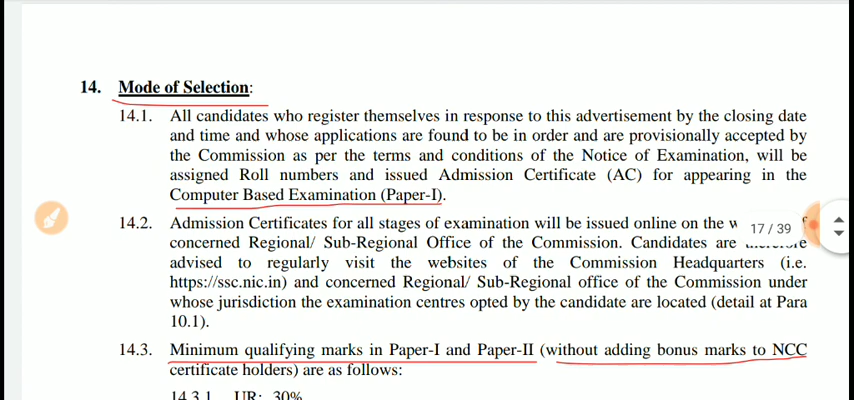 14. Mode of Selection:
14.1. All candidates who register themselves in response to this advertisement by the closing date
and time and whose applications are found to be in order and are provisionally accepted by
the Commission as per the terms and conditions of the Notice of Examination, will be
assigned Roll numbers and issued Admission Certificate (AC) for appearing in the
Computer Based Examination (Paper-I).
14.2. Admission Certificates for all stages of examination will be issued online on the
17 / 39
concerned Regional/ Sub-Regional Office of the Commission. Candidates are
advised to regularly visit the websites of the Commission Headquarters (i.e.
https://ssc.nic.in) and concerned Regional/ Sub-Regional office of the Commission under
whose jurisdiction the examination centres opted by the candidate are located (detail at Para
10.1).
14.3. Minimum qualifying marks in Paper-I and Paper-II (without adding bonus marks to NCC
certificate holders) are as follows:
14.3.1 UR: 30%